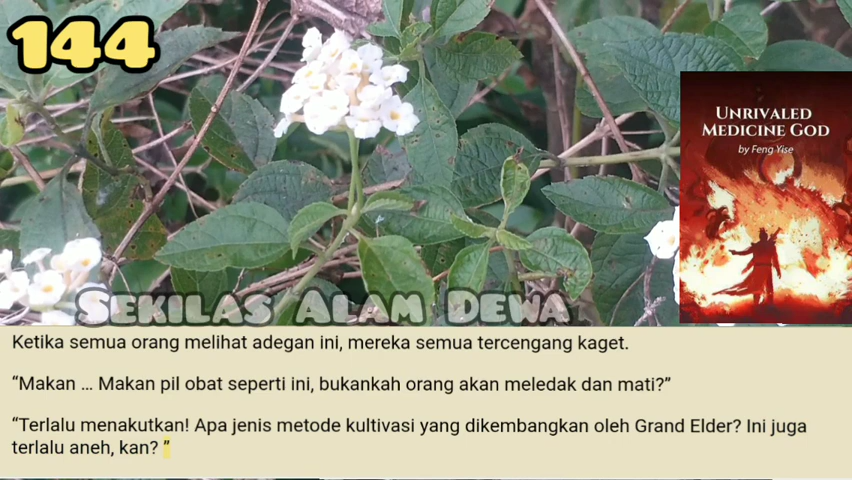 144
UNRIVALED
MEDICINE GOD
by Feng Yise
SEKILAS ALAM DEWA
Ketika semua orang melihat adegan ini, mereka semua tercengang kaget.
“Makan ... Makan pil obat seperti ini, bukankah orang akan meledak dan mati?”
“Terlalu menakutkan! Apa jenis metode kultivasi yang dikembangkan oleh Grand Elder? Ini juga
terlalu aneh, kan? ”